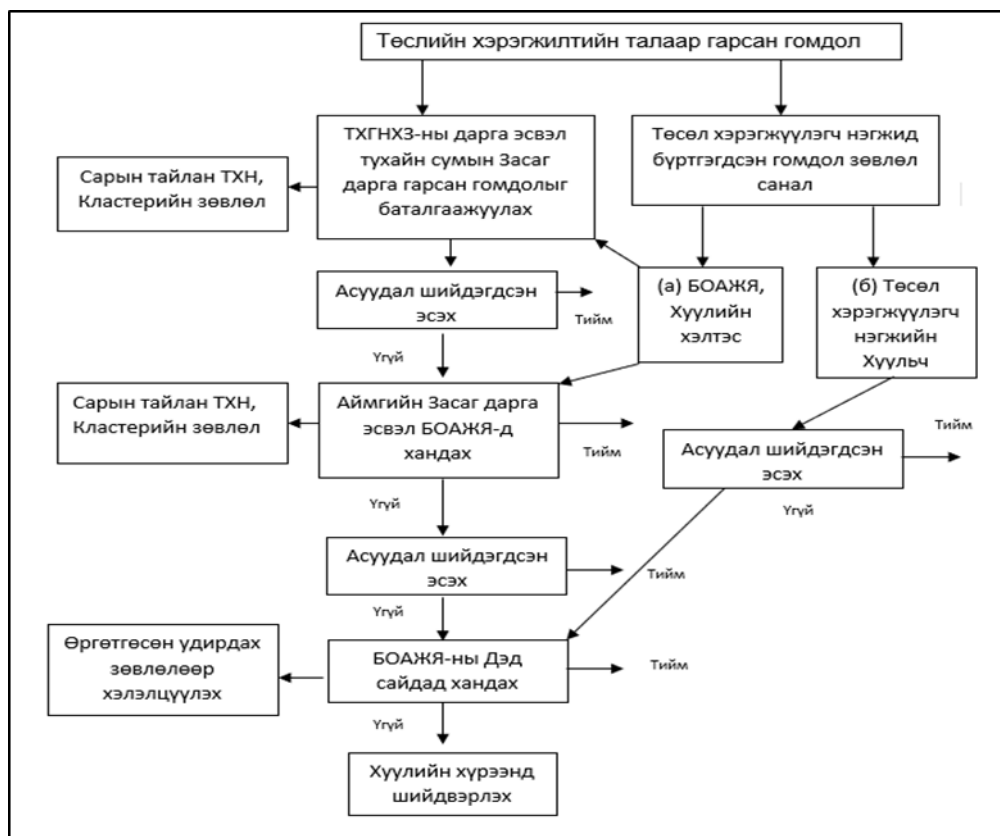 Төслийн хэрэгжилтийн талаар гарсан гомдол
ТХГНХЗ-ны дарга эсвэл
тухайн сумын Засаг
дарга гарсан гомдолыг
баталгаажуулах
Төсөл хэрэгжүүлэгч нэгжид
бүртгэгдсэн гомдол зөвлөл
санал
Сарын тайлан ТХН,
Кластерийн зөвлөл
Асуудал шийдэгдсэн
эсэх
Тийм
Үгүй
(а) БОАЖЯ,
Хуулийн
хэлтэс
(б) Төсөл
хэрэгжүүлэгч
нэгжийн
Хуульч
Сарын тайлан ТХН,
Кластерийн зөвлөл
Аймгийн Засаг дарга
эсвэл БОАЖЯ-д
хандах
Тийм
Үгүй
Асуудал шийдэгдсэн
эсэх
Тийм
Үгүй
Асуудал шийдэгдсэн
эсэх
Тийм
Үгүй
Өргөтгөсөн удирдах
зөвлөлөөр
хэлэлцүүлэх
БОАЖЯ-ны Дэд
сайдад хандах
Тийм
Үгүй
Хуулийн хүрээнд
шийдвэрлэх